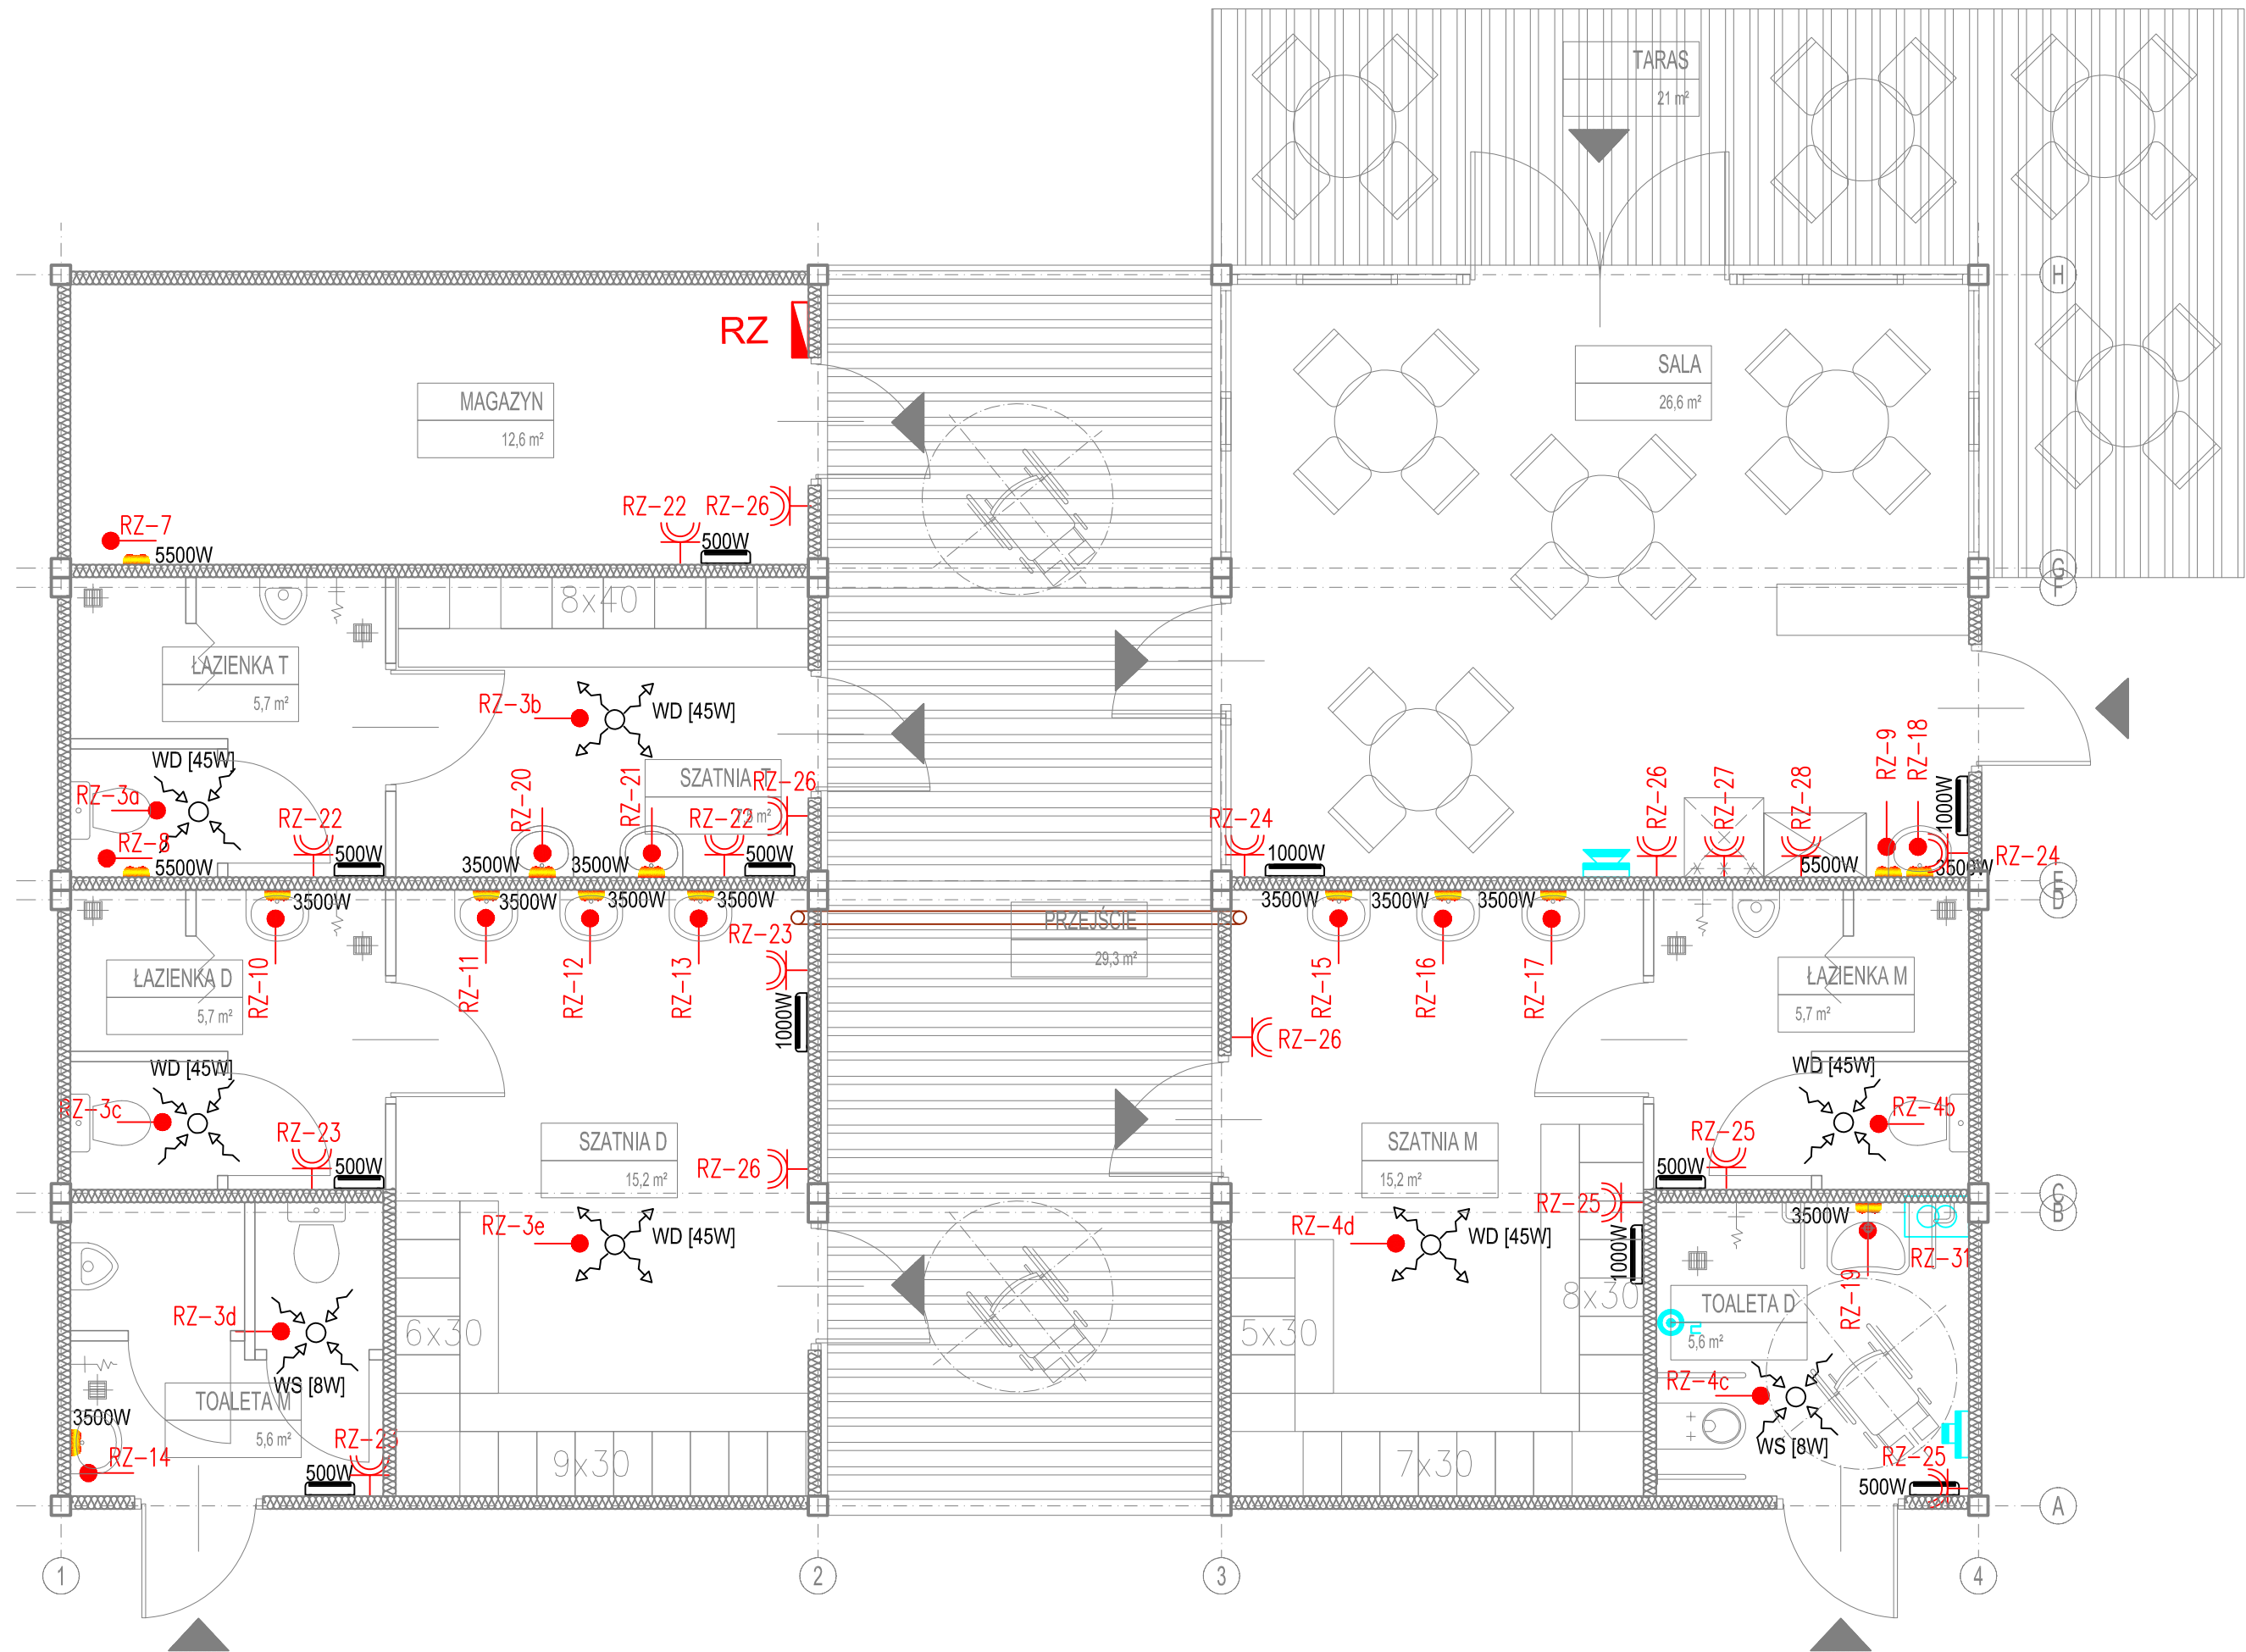 TARAS
21 m²
H
RZ
SALA
26,6 m²
MAGAZYN
12,6 m²
RZ-7
5500W
RZ-22
RZ-26
500W
G
F
8x40
ŁAZIENKA T
5,7 m²
RZ-3b
WD [45W]
WD [45W]
RZ-3a
RZ-8
5500W
RZ-22
500W
RZ-20
RZ-21
3500W
3500W
SZATNIA T
7,5 m²
RZ-26
RZ-22
500W
RZ-24
1000W
RZ-26
RZ-27
RZ-28
5500W
RZ-9
RZ-18
1000W
3500W
RZ-24
E
D
3500W
3500W
3500W
3500W
3500W
3500W
3500W
RZ-10
RZ-11
RZ-12
RZ-13
RZ-23
1000W
PRZEJŚCIE
29,3 m²
RZ-15
RZ-16
RZ-17
RZ-26
ŁAZIENKA D
5,7 m²
ŁAZIENKA M
5,7 m²
WD [45W]
RZ-3c
RZ-23
500W
SZATNIA D
15,2 m²
RZ-26
SZATNIA M
15,2 m²
WD [45W]
RZ-4b
RZ-25
500W
RZ-25
C
B
RZ-3e
WD [45W]
RZ-4d
WD [45W]
1000W
3500W
RZ-31
RZ-19
RZ-3d
WS [8W]
6x30
5x30
8x30
TOALETA D
5,6 m²
TOALETA M
5,6 m²
3500W
RZ-14
RZ-23
500W
9x30
7x30
RZ-4c
WS [8W]
RZ-25
500W
A
1
2
3
4